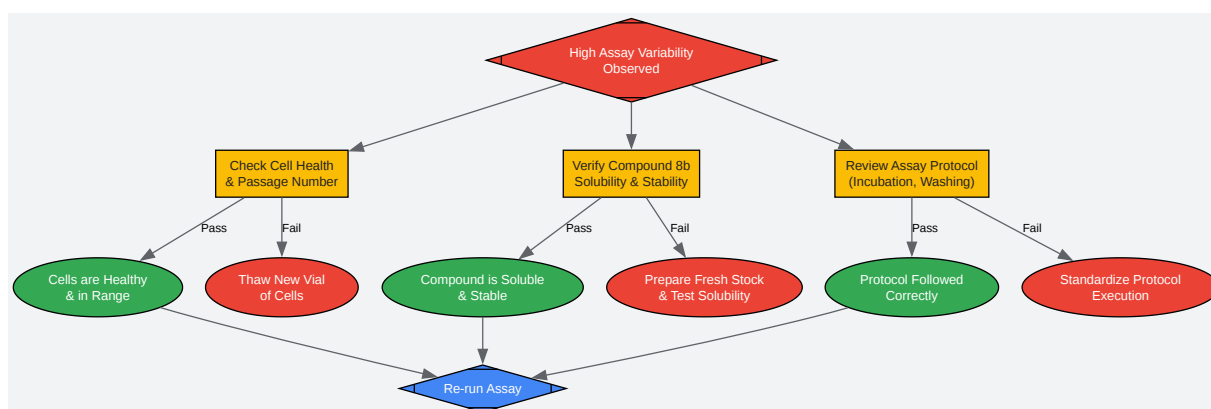 High Assay Variability
Observed
Check Cell Health
& Passage Number
Verify Compound 8b
Solubility & Stability
Review Assay Protocol
(Incubation, Washing)
Pass
Fail
Pass
Fail
Pass
Fail
Cells are Healthy
& in Range
Thaw New Vial
of Cells
Compound is Soluble
& Stable
Prepare Fresh Stock
& Test Solubility
Protocol Followed
Correctly
Standardize Protocol
Execution
Re-run Assay